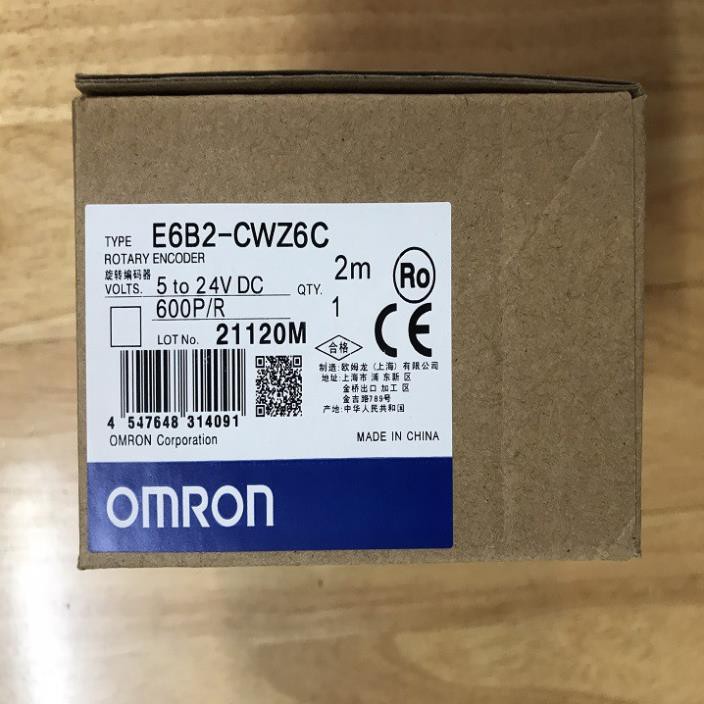 TYPE E6B2-CWZ6C
ROTARY ENCODER 2m
旋转编码器
VOLTS. 5 to 24V DC QTY.
600P/R 1
LOT No. 21120M
Ro
CE
合格
制造: 欧姆龙 (上海) 有限公司
地址: 上海市 浦 东新 区
金桥出口 加工 区
金吉路789号
产地: 中华人民共和国
4 547648 314091
OMRON Corporation MADE IN CHINA
OMRON